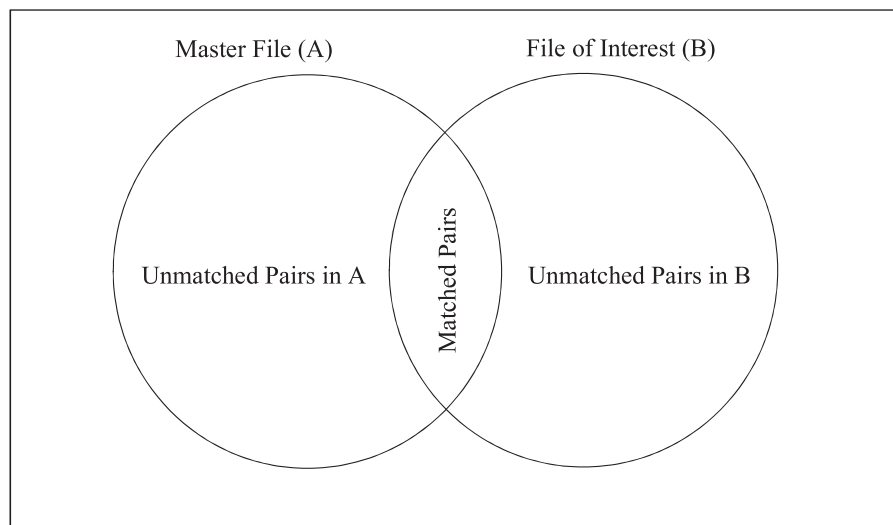 Master File (A)
File of Interest (B)
Unmatched Pairs in A
Matched Pairs
Unmatched Pairs in B